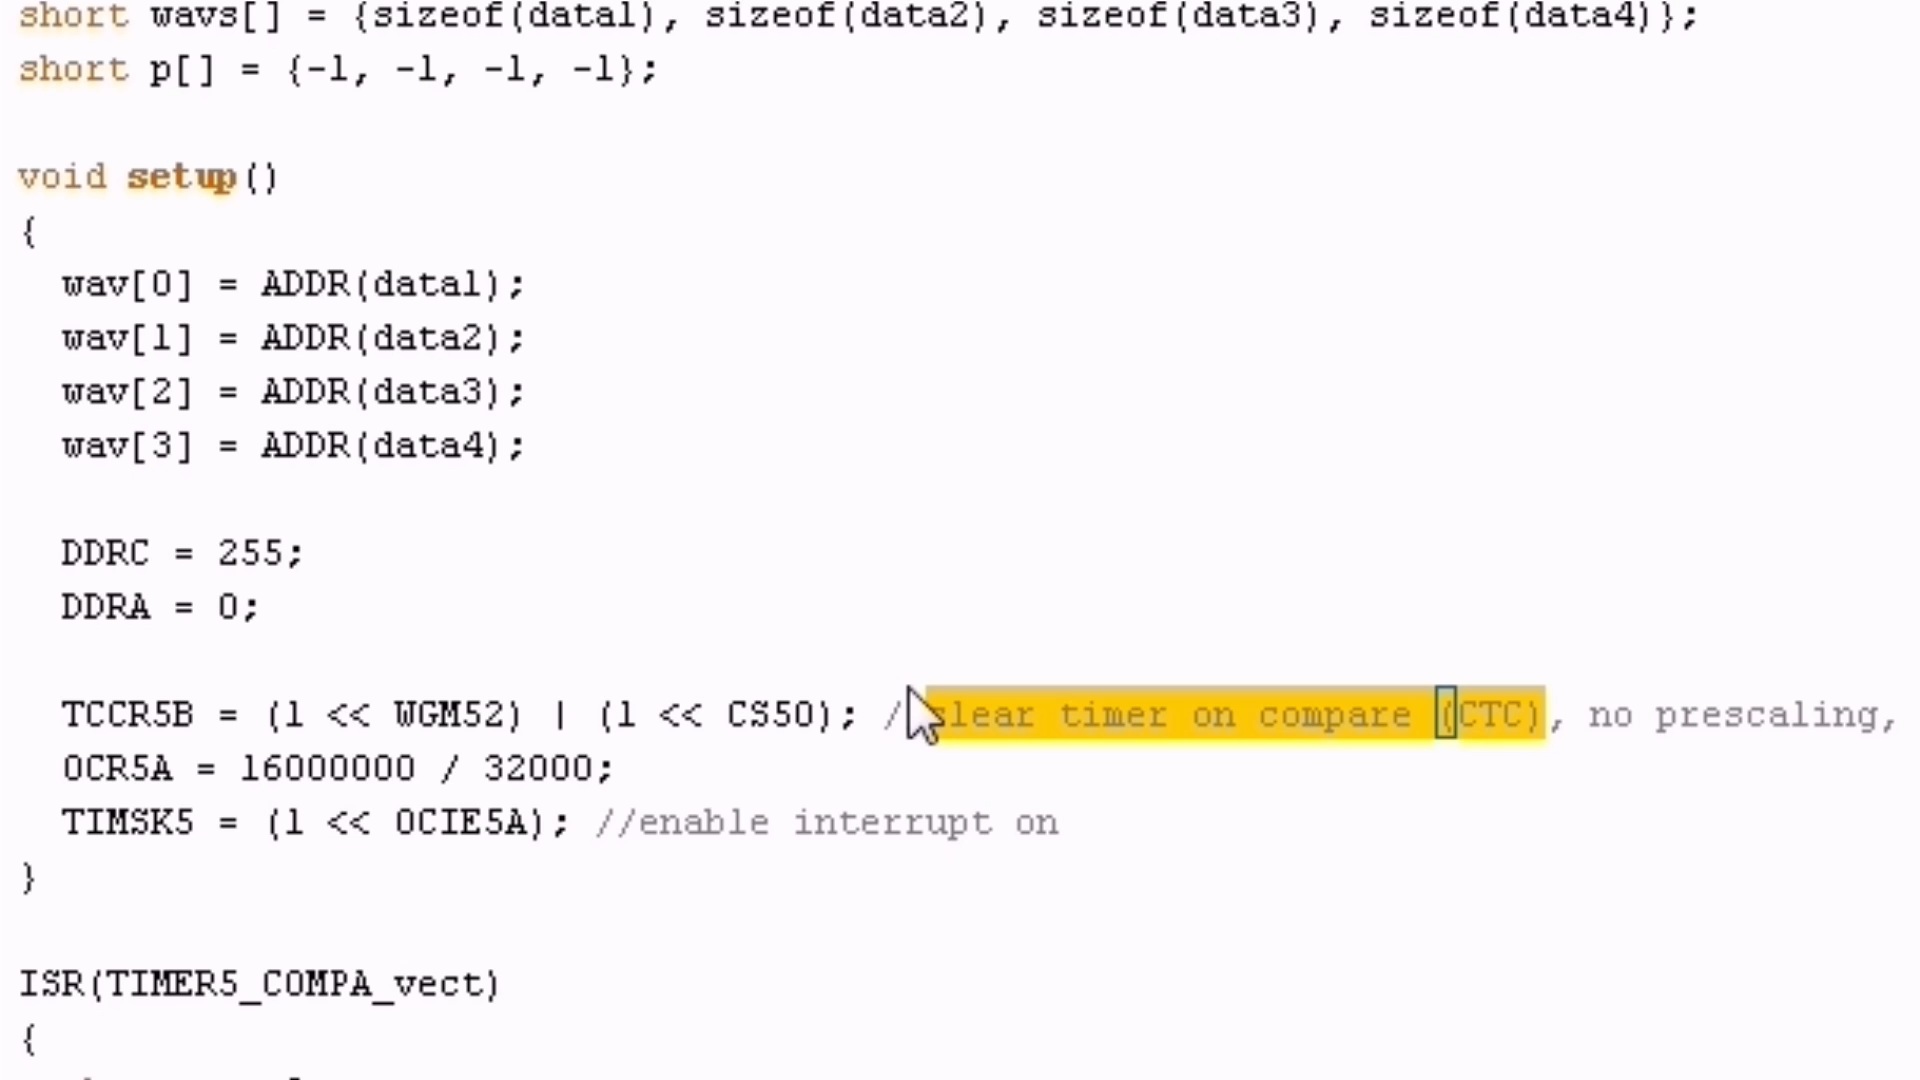 short wavs[] = {sizeof(data1), sizeof(data2), sizeof(data3), sizeof(data4)};
short p[] = {-1, -1, -1, -1};
void setup()
{
wav[0] = ADDR(data1);
wav[1] = ADDR(data2);
wav[2] = ADDR(data3);
wav[3] = ADDR(data4);
DDRC = 255;
DDRA = 0;
TCCR5B = (1 << WGM52) | (1 << CS50); //clear timer on compare (CTC), no prescaling,
OCR5A = 16000000 / 32000;
TIMSK5 = (1 << OCIE5A); //enable interrupt on
}
ISR(TIMER5_COMPA_vect)
{